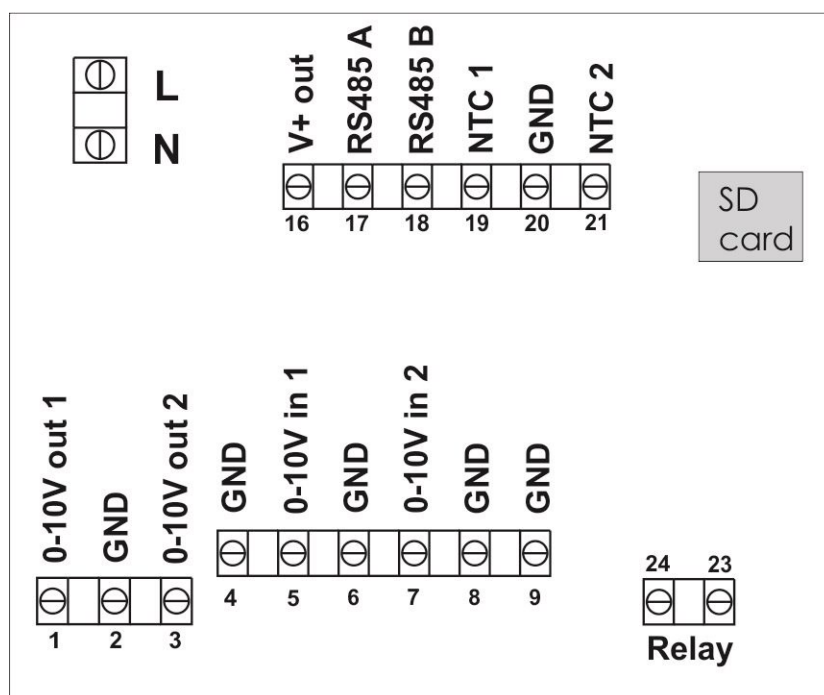 L
N
V+ out
RS485 A
RS485 B
NTC 1
GND
NTC 2
16 17 18 19 20 21
SD
card
0-10V out 1
GND
0-10V out 2
GND
0-10V in 1
GND
0-10V in 2
GND
GND
1 2 3
4 5 6 7 8 9
24 23
Relay